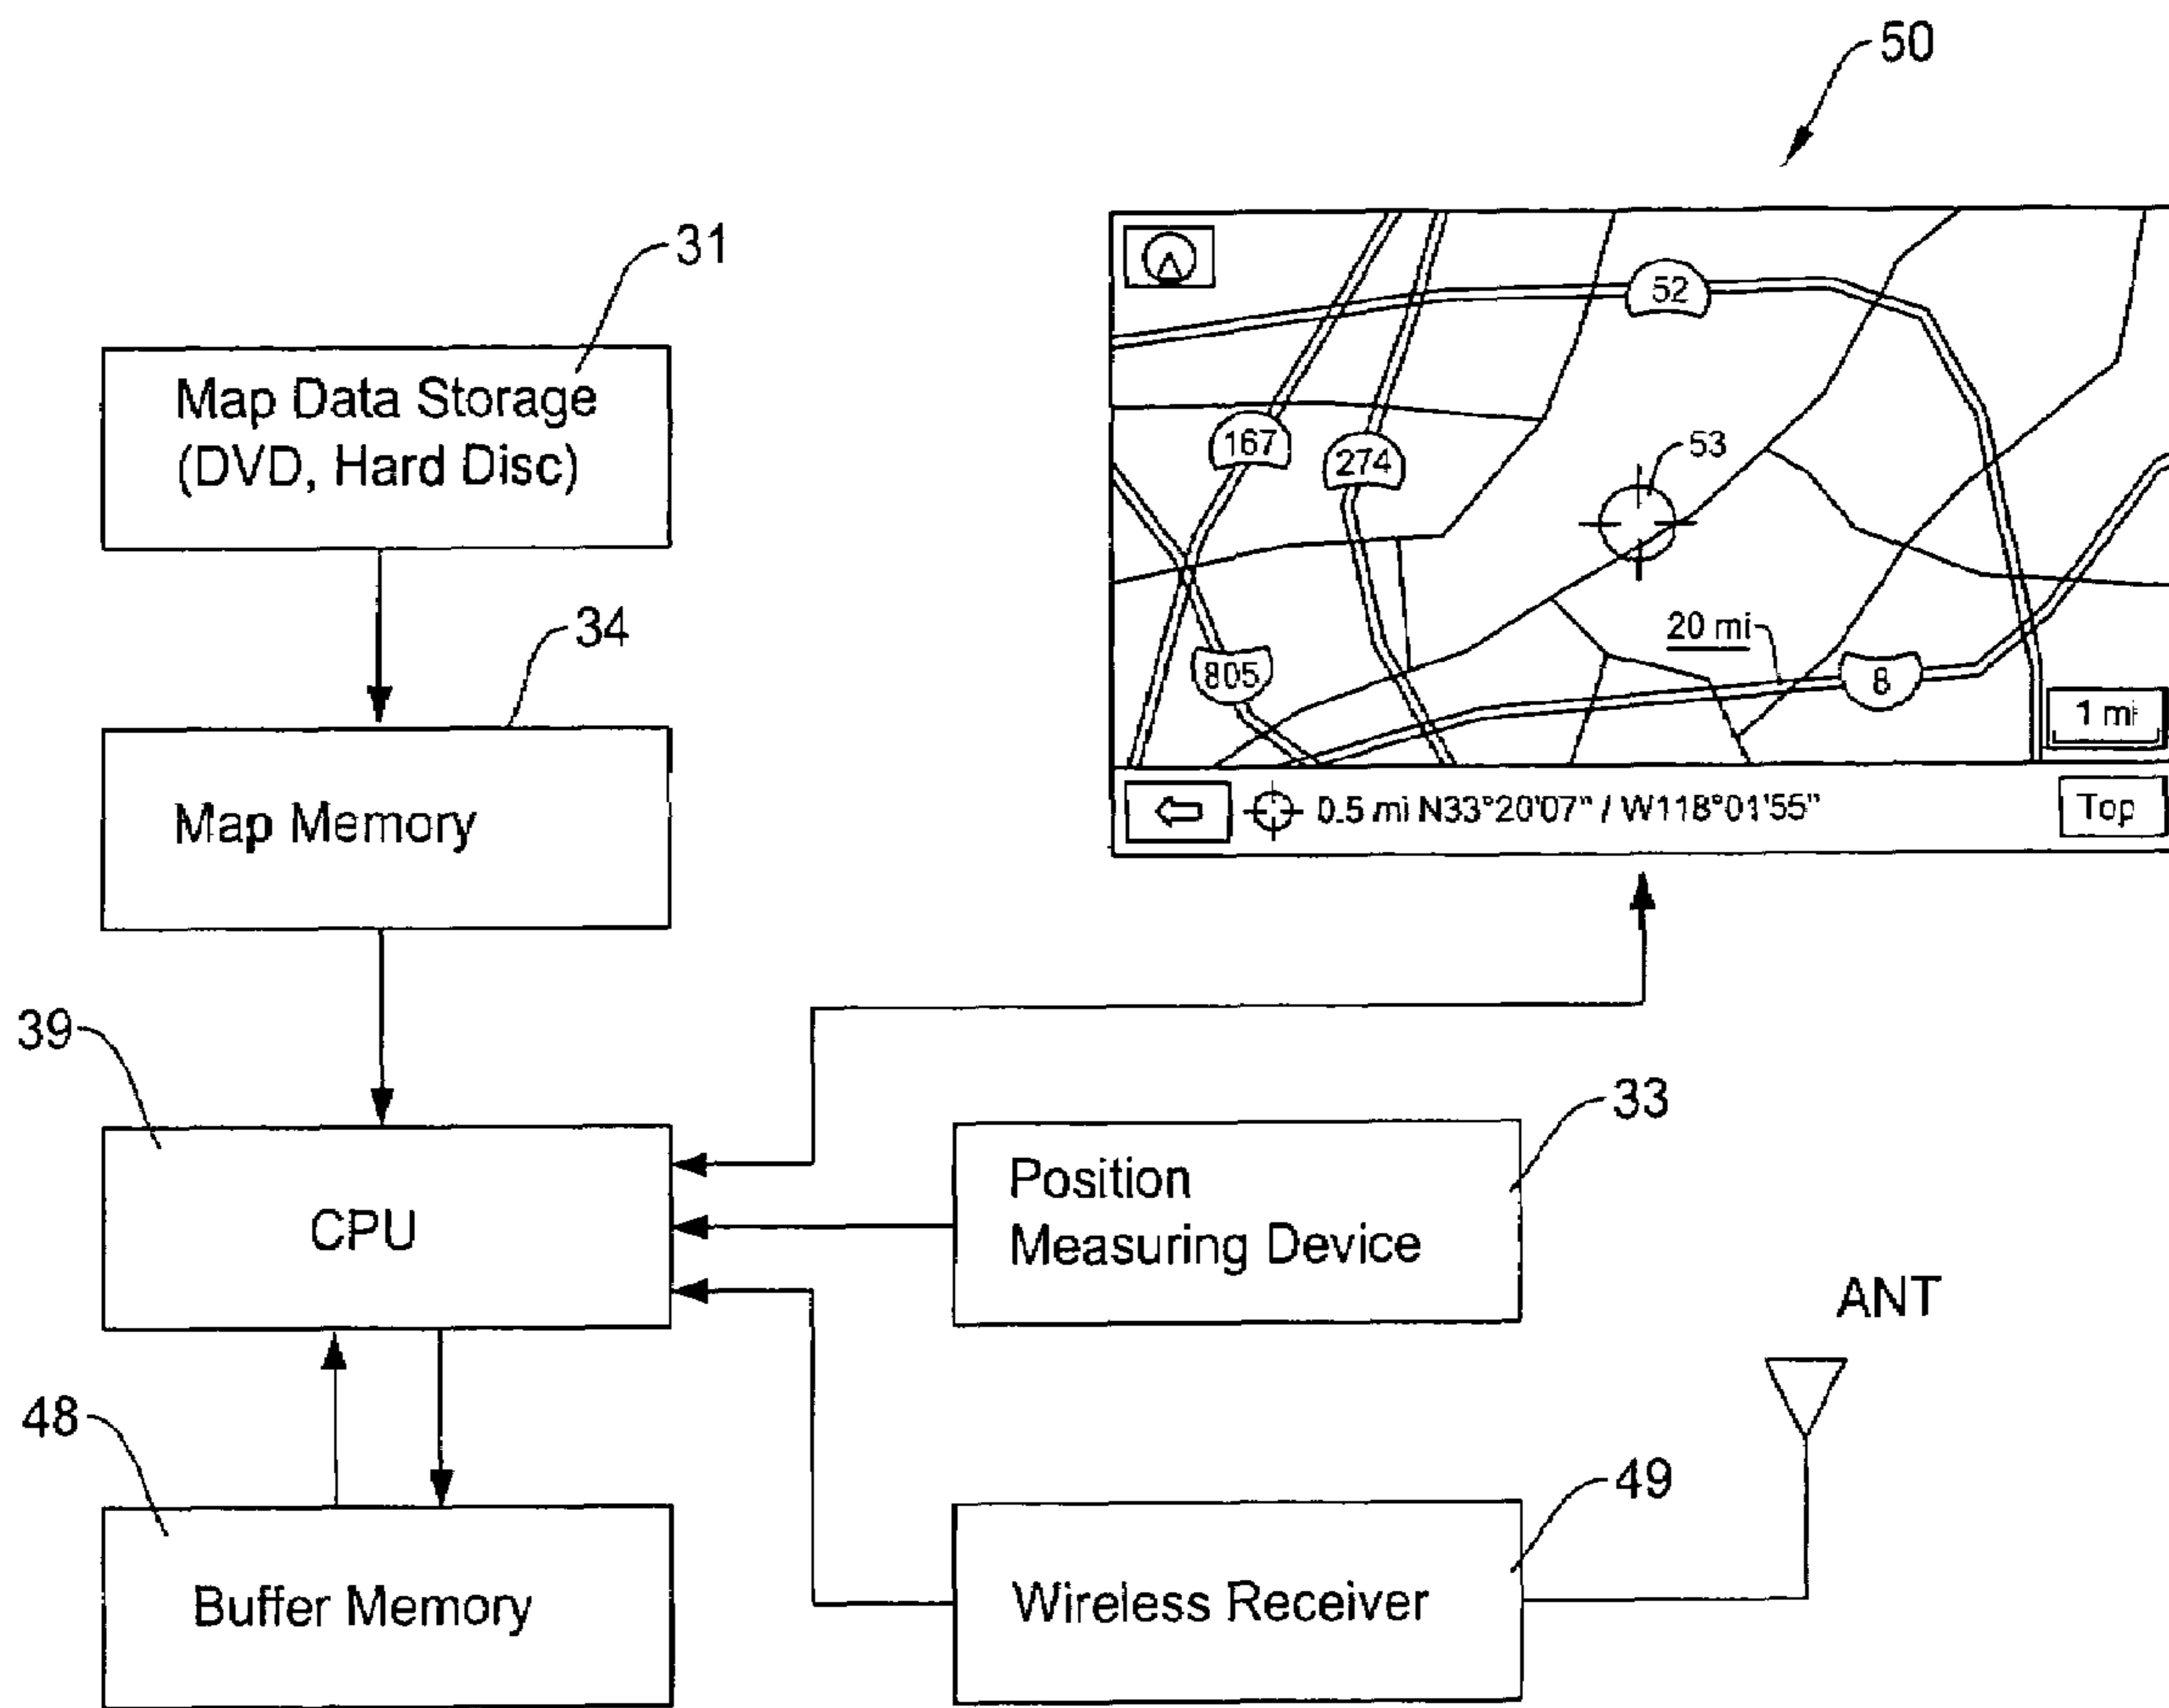 50
31
Map Data Storage
(DVD, Hard Disc)
52
167
274
53
34
20 mi
805
8
1 mi
Map Memory
0.5 mi N33°20'07" / W118°01'55"
Top
39
33
CPU
Position
Measuring Device
ANT
48
49
Buffer Memory
Wireless Receiver